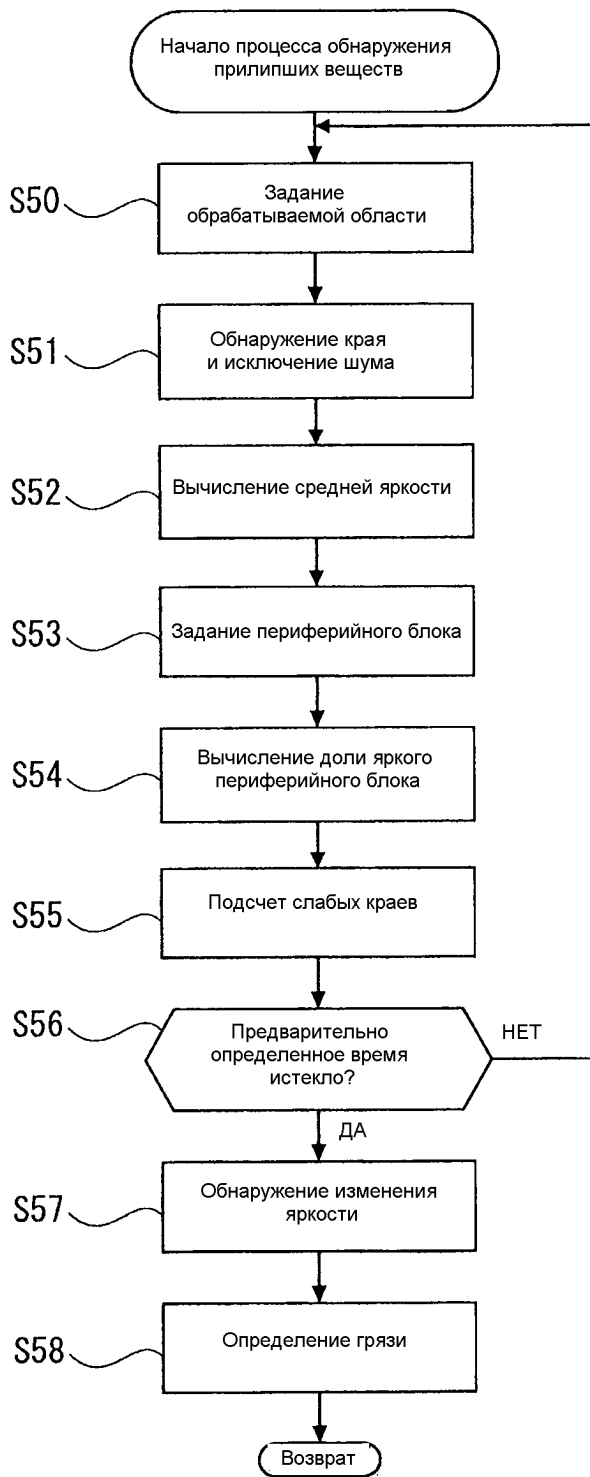 Начало процесса обнаружения
прилипших веществ
S50
Задание
обрабатываемой области
S51
Обнаружение края
и исключение шума
S52
Вычисление средней яркости
S53
Задание периферийного блока
S54
Вычисление доли яркого
периферийного блока
S55
Подсчет слабых краев
S56
Предварительно
определенное время
истекло?
НЕТ
ДА
S57
Обнаружение изменения
яркости
S58
Определение грязи
Возврат